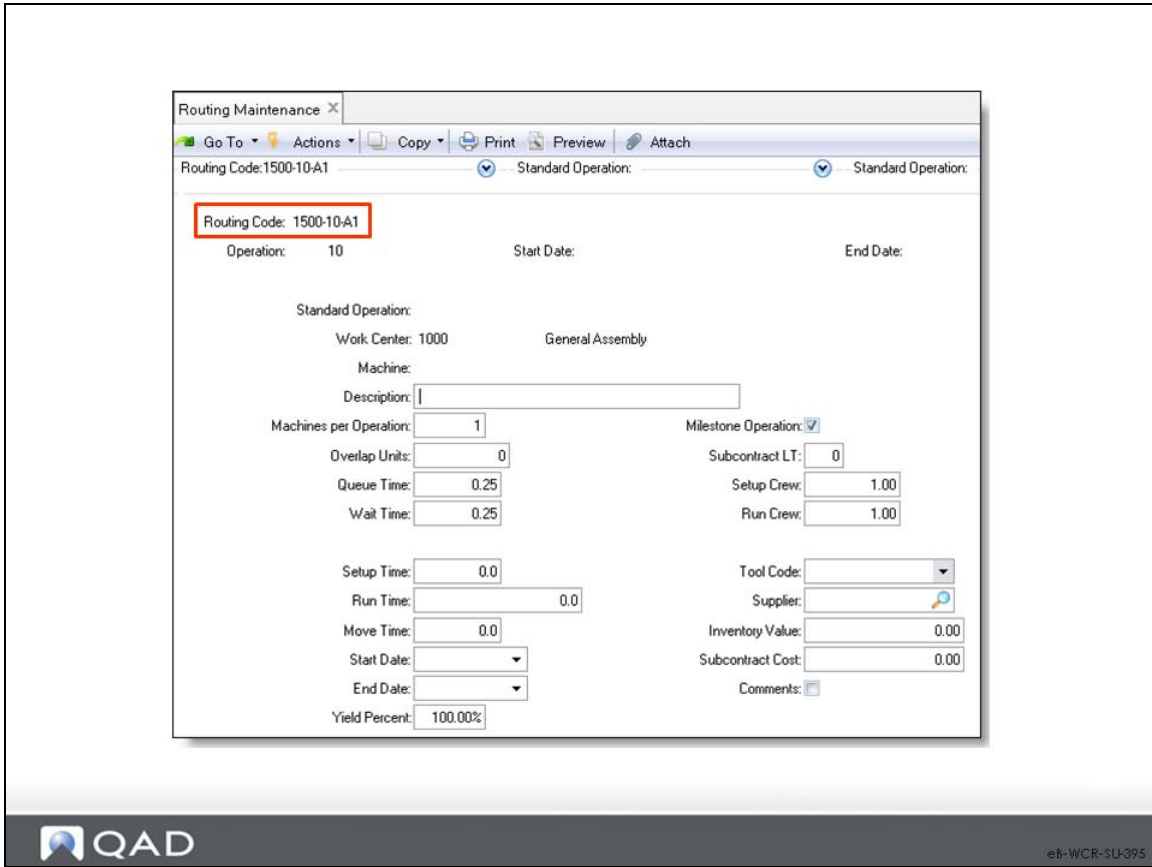 Routing Maintenance
Go To Actions Copy Print Preview Attach
Routing Code:1500-10-A1 Standard Operation: Standard Operation:
Routing Code: 1500-10-A1
Operation: 10 Start Date: End Date:
Standard Operation:
Work Center: 1000 General Assembly
Machine:
Description:
Machines per Operation: 1 Milestone Operation:
Overlap Units: 0 Subcontract LT: 0
Queue Time: 0.25 Setup Crew: 1.00
Wait Time: 0.25 Run Crew: 1.00
Setup Time: 0.0 Tool Code:
Run Time: 0.0 Supplier:
Move Time: 0.0 Inventory Value: 0.00
Start Date: Subcontract Cost: 0.00
End Date: Comments:
Yield Percent: 100.00%
QAD
eB-WCR-SU-395